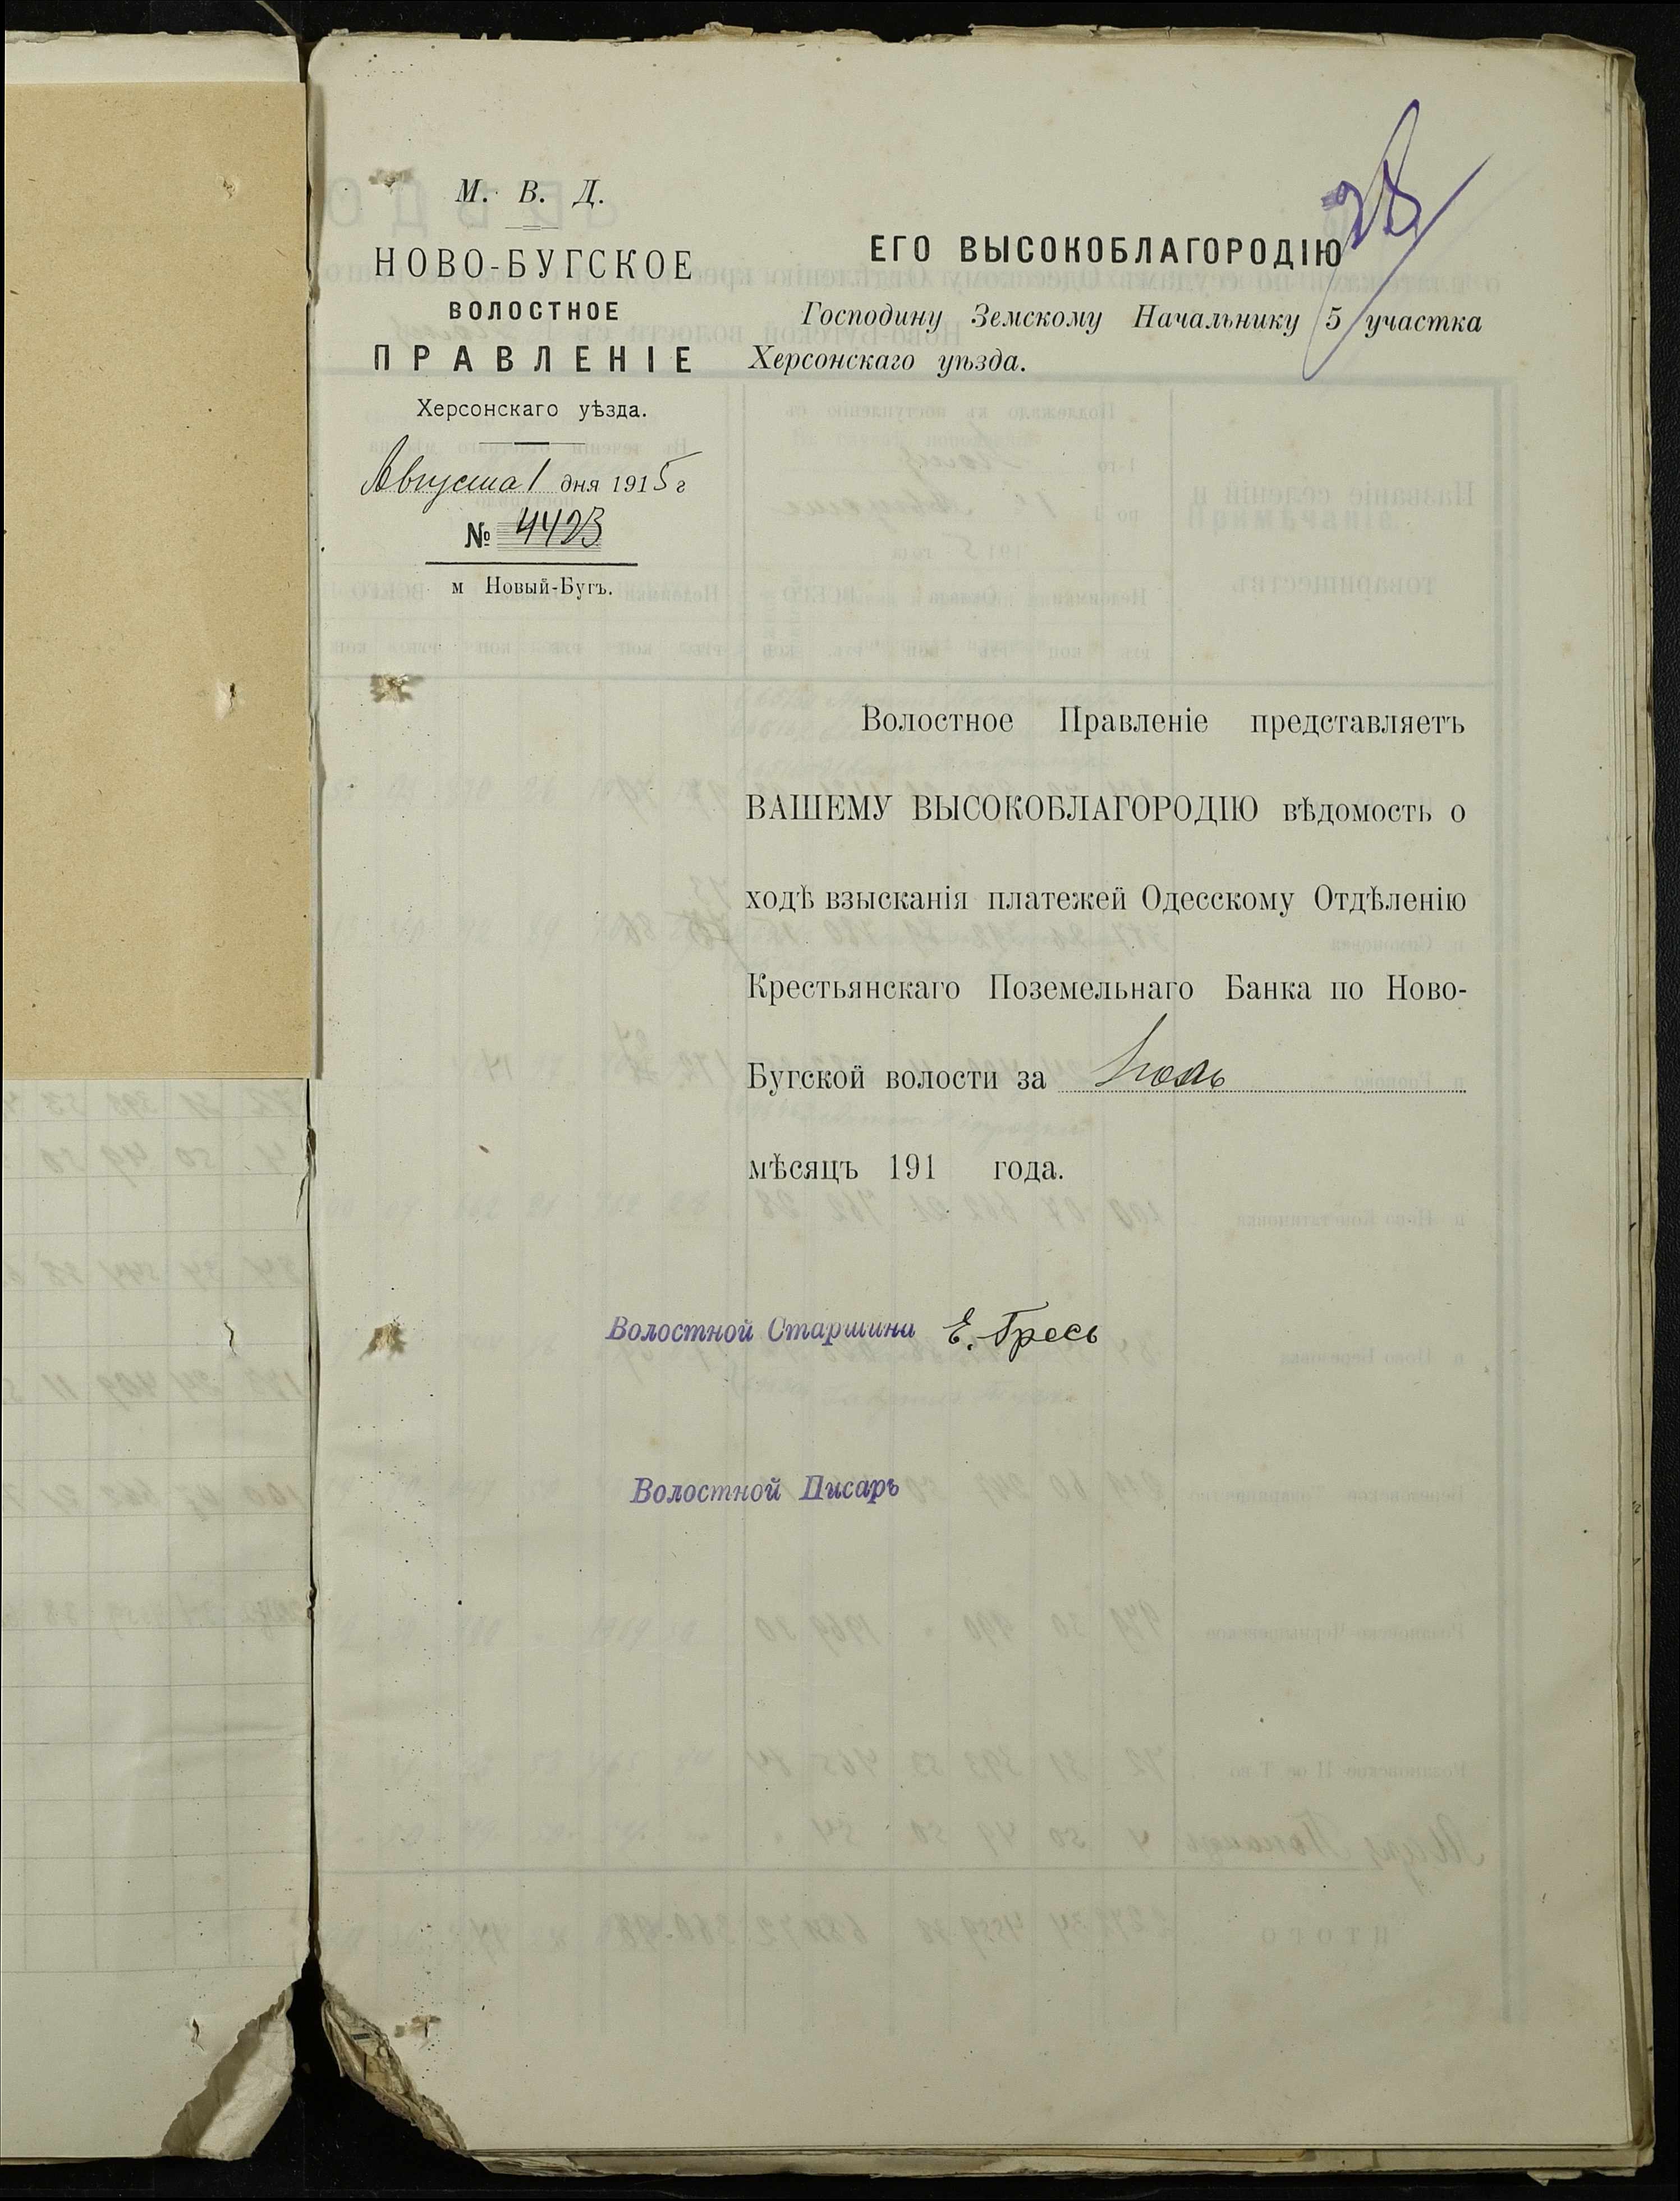 28
М. В. Д.
НОВО-БУГСКОЕ
ВОЛОСТНОЕ
ПРАВЛЕНІЕ
Херсонскаго уѣзда.
Августа 1 дня 1915 г
№ 4423
м Новый-Бугъ.
ЕГО ВЫСОКОБЛАГОРОДІЮ
Господину Земскому Начальнику 5 участка
Херсонскаго уѣзда.
Волостное Правленіе представляетъ
ВАШЕМУ ВЫСОКОБЛАГОРОДІЮ вѣдомость о
ходѣ взысканія платежей Одесскому Отдѣленію
Крестьянскаго Поземельнаго Банка по Ново-
Бугской волости за Іюль
мѣсяцъ 191 года.
Волостной Старшина Е. Гресь
Волостной Писарь